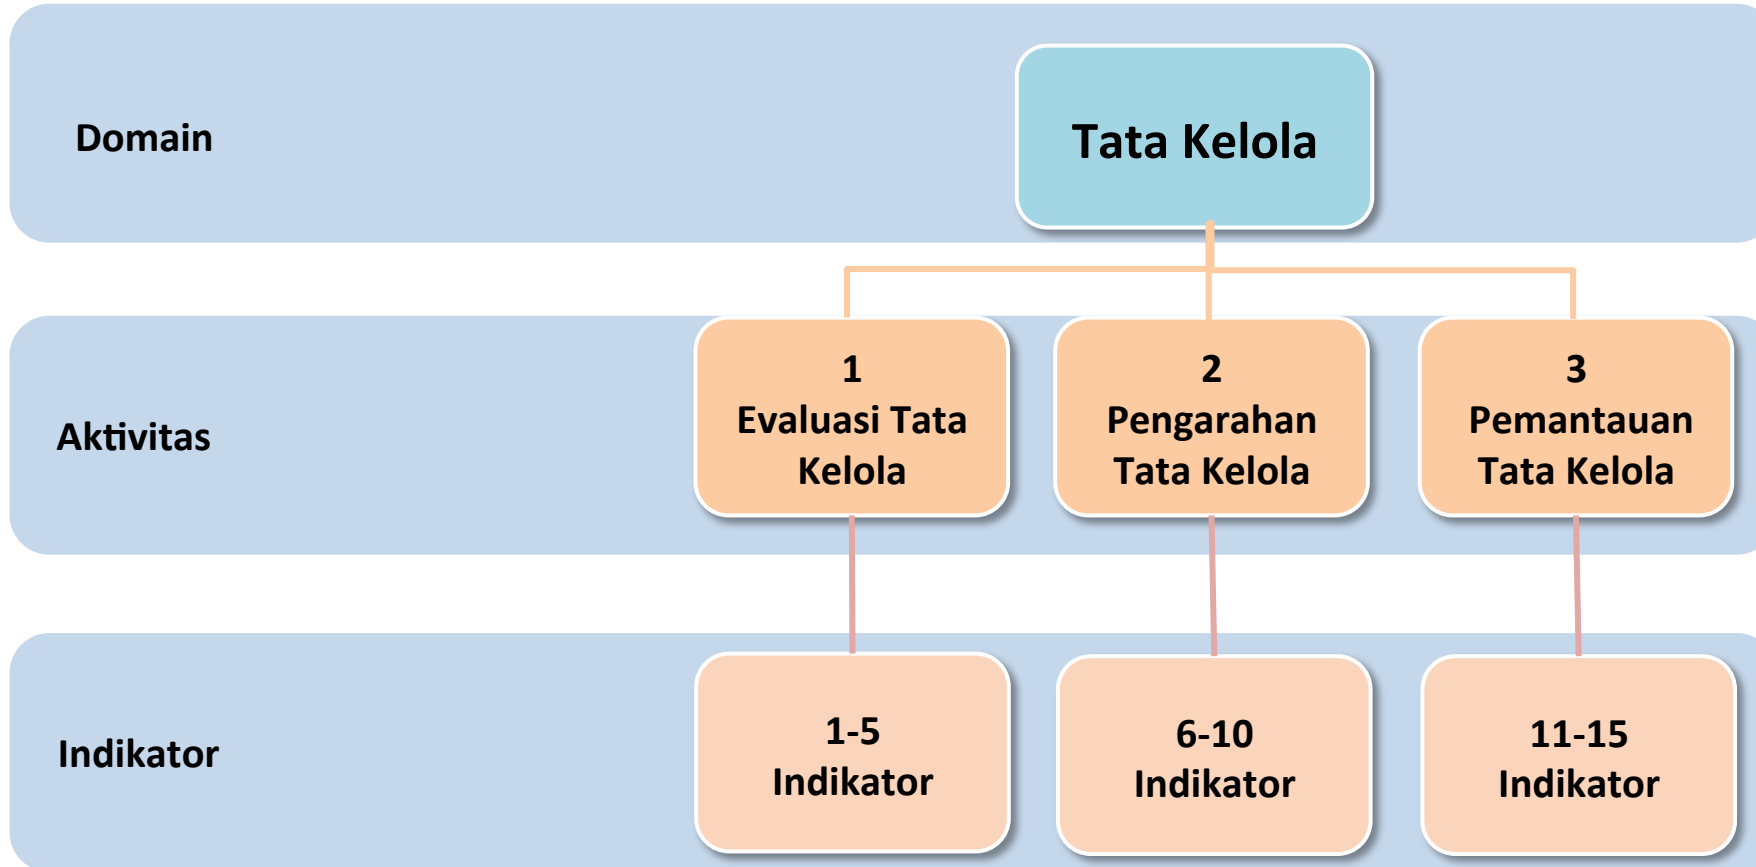 Domain
Tata Kelola
Aktivitas
1
Evaluasi Tata
Kelola
2
Pengarahan
Tata Kelola
3
Pemantauan
Tata Kelola
Indikator
1-5
Indikator
6-10
Indikator
11-15
Indikator